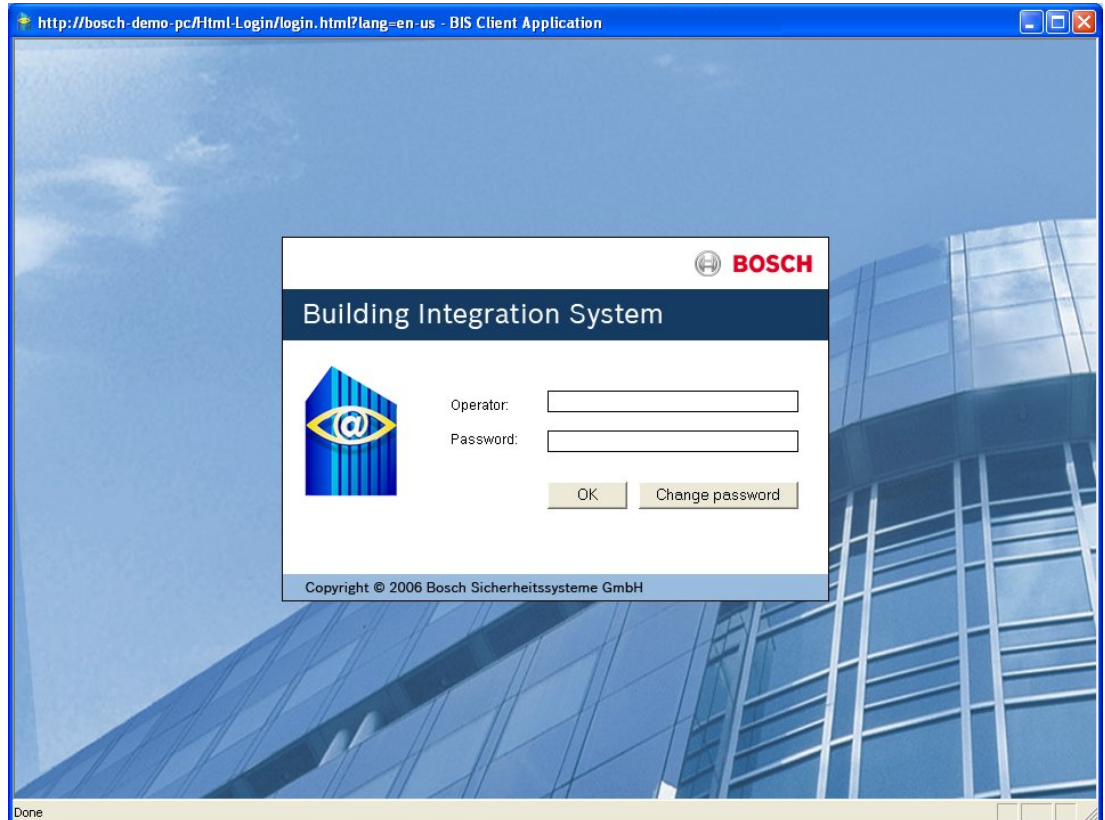 http://bosch-demo-pc/Html-Login/login.html?lang=en-us - BIS Client Application
BOSCH
Building Integration System
@
Operator:
Password:
OK Change password
Copyright © 2006 Bosch Sicherheitssysteme GmbH
Done